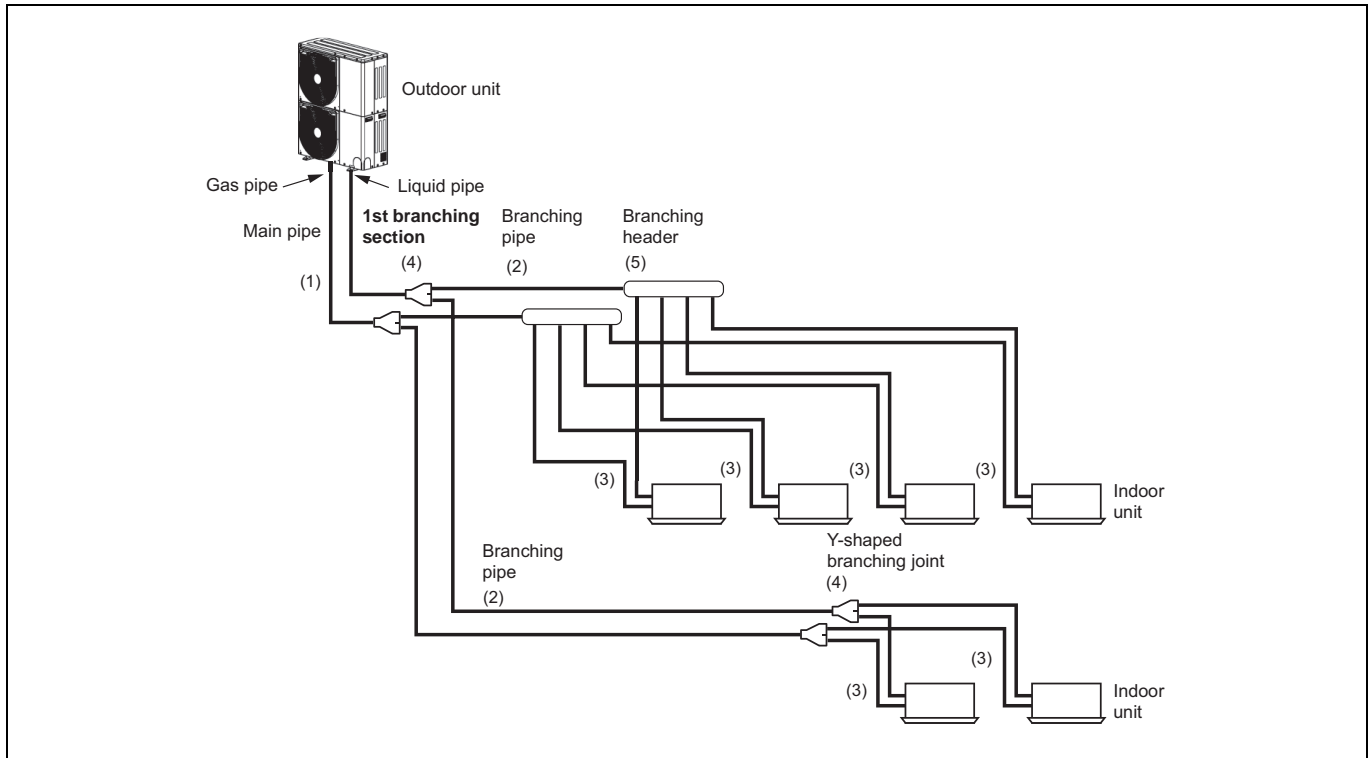 Outdoor unit
Gas pipe
Liquid pipe
Main pipe
(1)
1st branching
section
(4)
Branching
pipe
(2)
Branching
header
(5)
(3)
(3)
(3)
(3)
Indoor
unit
Branching
pipe
(2)
Y-shaped
branching joint
(4)
(3)
(3)
Indoor
unit